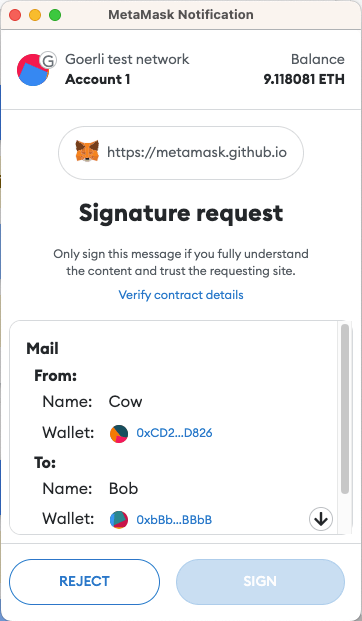 MetaMask Notification
G
Goerli test network
Balance
Account 1
9.118081 ETH
https://metamask.github.io
Signature request
Only sign this message if you fully understand
the content and trust the requesting site.
Verify contract details
Mail
From:
Name: Cow
Wallet: 0xCD2...D826
To:
Name: Bob
Wallet: 0xbBb...BBbB
REJECT
SIGN